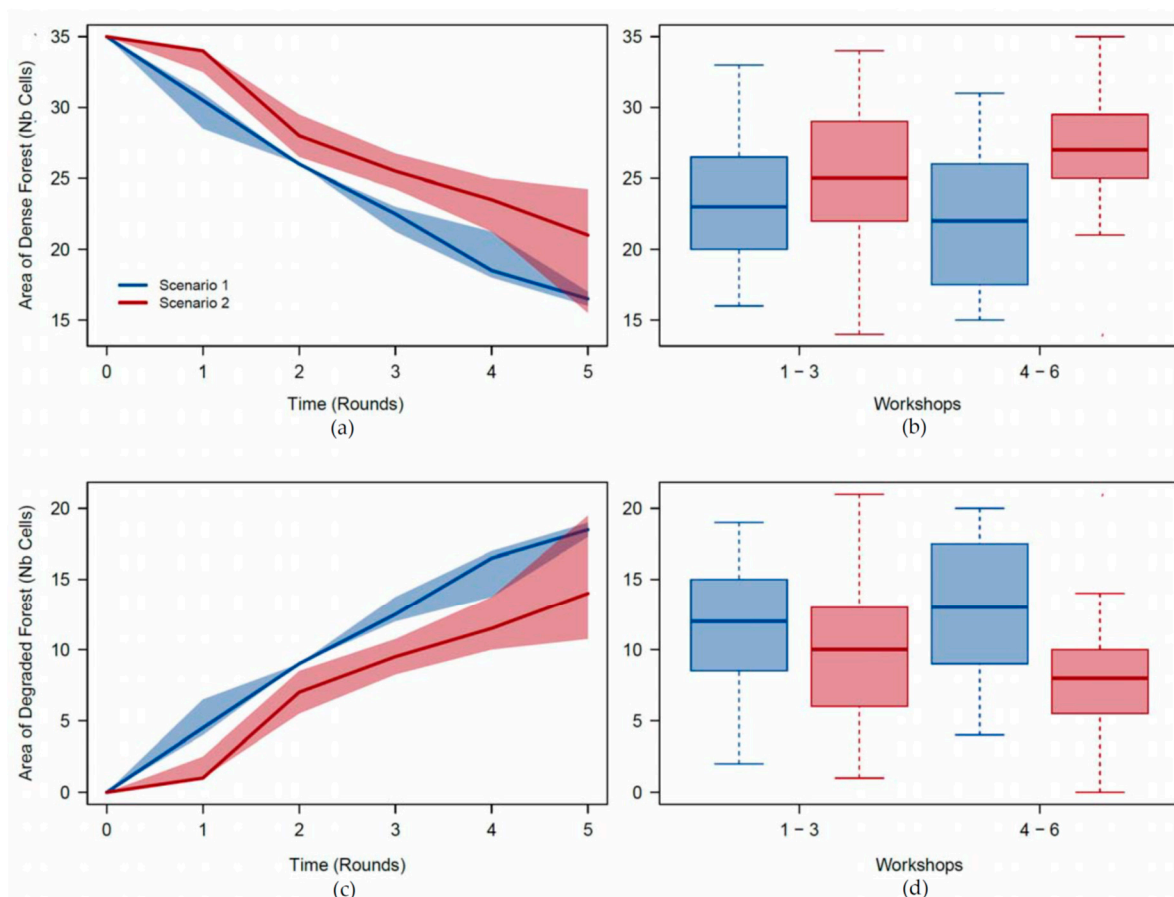 Area of Dense Forest (Nb Cells)
35
30
25
20
15
Scenario 1
Scenario 2
0 1 2 3 4 5
Time (Rounds)
(a)
35
30
25
20
15
1 – 3 4 – 6
Workshops
(b)
Area of Degraded Forest (Nb Cells)
20
15
10
5
0
0 1 2 3 4 5
Time (Rounds)
(c)
20
15
10
5
0
1 – 3 4 – 6
Workshops
(d)